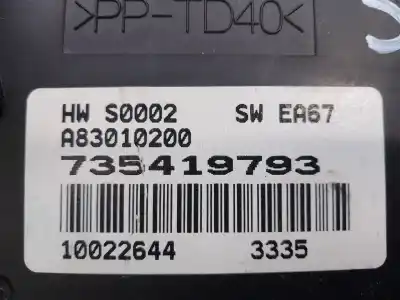 >PP-TD40<
HW S0002 SW EA67
A83010200
735419793
10022644 3335